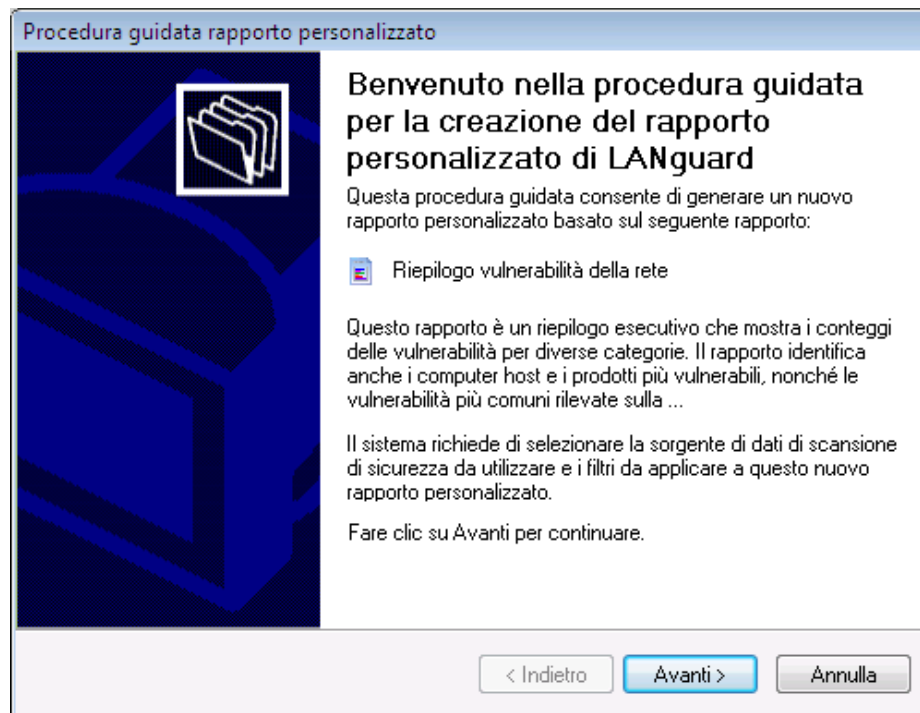 Procedura guidata rapporto personalizzato
Benvenuto nella procedura guidata
per la creazione del rapporto
personalizzato di LANguard
Questa procedura guidata consente di generare un nuovo
rapporto personalizzato basato sul seguente rapporto:
Riepilogo vulnerabilità della rete
Questo rapporto è un riepilogo esecutivo che mostra i conteggi
delle vulnerabilità per diverse categorie. Il rapporto identifica
anche i computer host e i prodotti più vulnerabili, nonché le
vulnerabilità più comuni rilevate sulla ...
Il sistema richiede di selezionare la sorgente di dati di scansione
di sicurezza da utilizzare e i filtri da applicare a questo nuovo
rapporto personalizzato.
Fare clic su Avanti per continuare.
< Indietro
Avanti >
Annulla